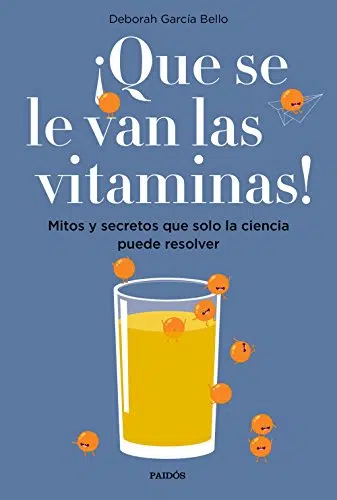 Deborah García Bello
¡Que se
le van las
vitaminas!
Mitos y secretos que solo la ciencia
puede resolver
PAIDÓS